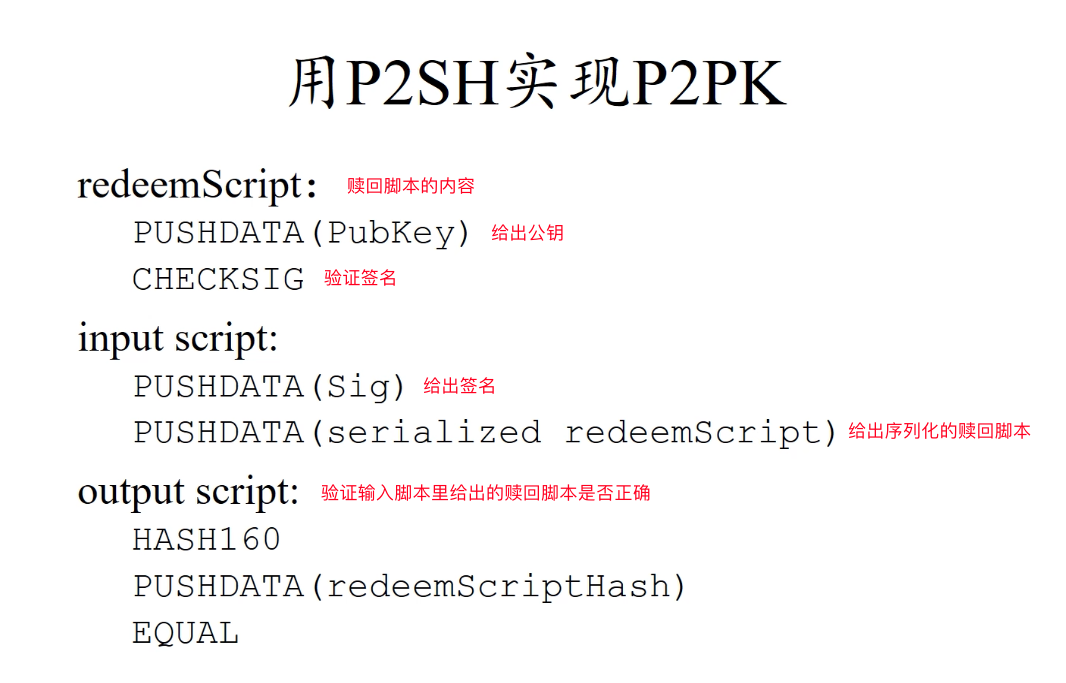 用P2SH实现P2PK
redeemScript: 赎回脚本的内容
PUSHDATA(PubKey) 给出公钥
CHECKSIG 验证签名
input script:
PUSHDATA(Sig) 给出签名
PUSHDATA(serialized redeemScript) 给出序列化的赎回脚本
output script: 验证输入脚本里给出的赎回脚本是否正确
HASH160
PUSHDATA(redeemScriptHash)
EQUAL